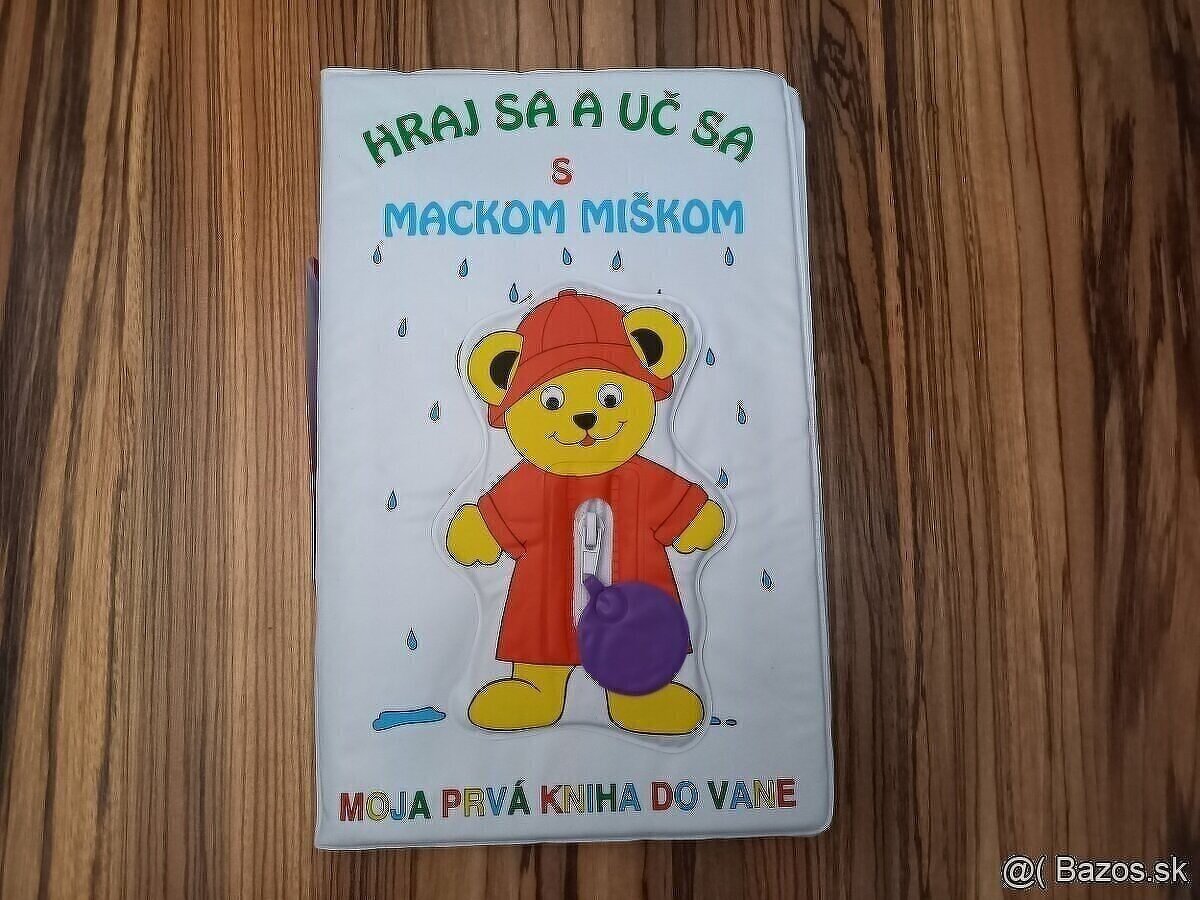 HRAJ SA A UČ SA
S
MACKOM MIŠKOM
MOJA PRVÁ KNIHA DO VANE
@( Bazos.sk